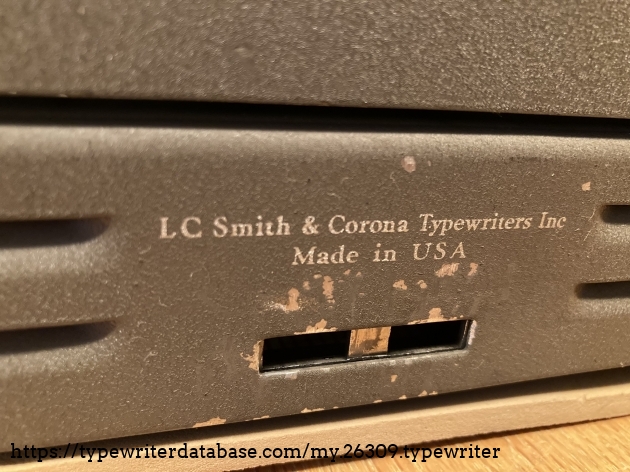 LC Smith & Corona Typewriters Inc
Made in USA
https://typewriterdatabase.com/my.26309.typewriter